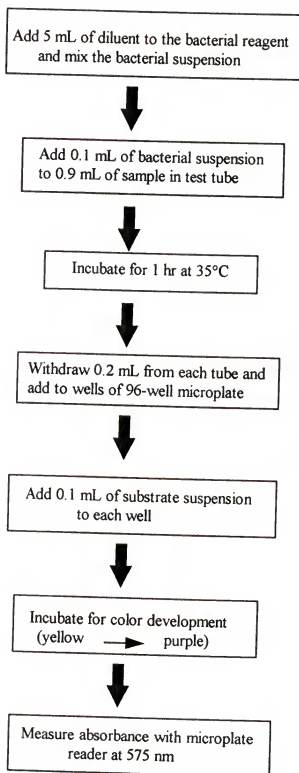 Add 5 mL of diluent to the bacterial reagent
and mix the bacterial suspension
Add 0.1 mL of bacterial suspension
to 0.9 mL of sample in test tube
Incubate for 1 hr at 35°C
Withdraw 0.2 mL from each tube and
add to wells of 96-well microplate
Add 0.1 mL of substrate suspension
to each well
Incubate for color development
(yellow → purple)
Measure absorbance with microplate
reader at 575 nm